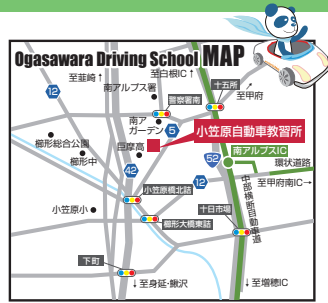 Ogasawara Driving School MAP
至韮崎↑
至白根IC↑
南アルプス署
十五所
12
警察署南
↗至甲府
南ア
ガーデン
5
小笠原自動車教習所
櫛形総合公園
櫛形中
巨摩高
南アルプスIC
52
環状道路
42
12
至甲府南IC→
小笠原橋北詰
中部横断自動車道
小笠原小
十日市場
櫛形大橋東詰
下町
↓至身延・鰍沢
↓至増穂IC